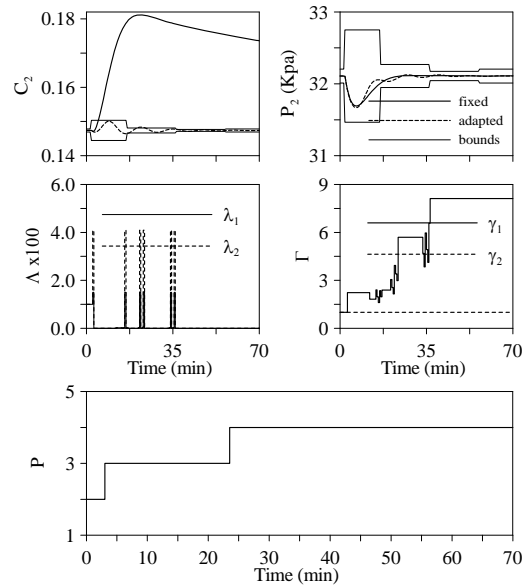 0.18
0.16
0.14
C₂
33
32
31
P₂ (Kpa)
fixed
adapted
bounds
6.0
4.0
2.0
0.0
Λ x100
λ₁
λ₂
0 35 70
Time (min)
9
6
3
0
Γ
γ₁
γ₂
0 35 70
Time (min)
5
3
1
P
0 10 20 30 40 50 60 70
Time (min)